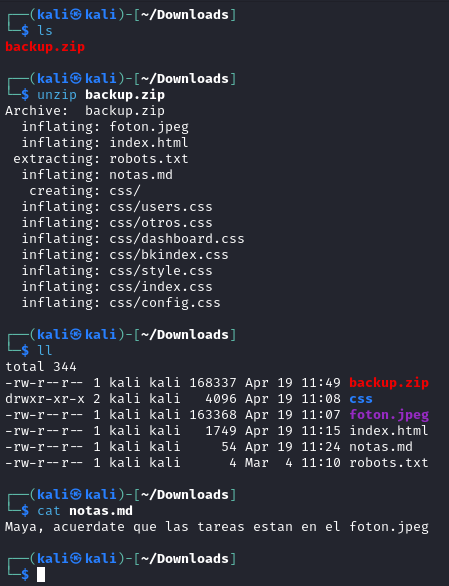 ┌──(kali㉿kali)-[~/Downloads]
└─$ ls
backup.zip
┌──(kali㉿kali)-[~/Downloads]
└─$ unzip backup.zip
Archive:  backup.zip
  inflating: foton.jpeg
  inflating: index.html
 extracting: robots.txt
  inflating: notas.md
   creating: css/
  inflating: css/users.css
  inflating: css/otros.css
  inflating: css/dashboard.css
  inflating: css/bkindex.css
  inflating: css/style.css
  inflating: css/index.css
  inflating: css/config.css
┌──(kali㉿kali)-[~/Downloads]
└─$ ll
total 344
-rw-r--r-- 1 kali kali 168337 Apr 19 11:49 backup.zip
drwxr-xr-x 2 kali kali   4096 Apr 19 11:08 css
-rw-r--r-- 1 kali kali 163368 Apr 19 11:07 foton.jpeg
-rw-r--r-- 1 kali kali   1749 Apr 19 11:15 index.html
-rw-r--r-- 1 kali kali     54 Apr 19 11:24 notas.md
-rw-r--r-- 1 kali kali      4 Mar  4 11:10 robots.txt
┌──(kali㉿kali)-[~/Downloads]
└─$ cat notas.md
Maya, acuerdate que las tareas estan en el foton.jpeg
┌──(kali㉿kali)-[~/Downloads]
└─$